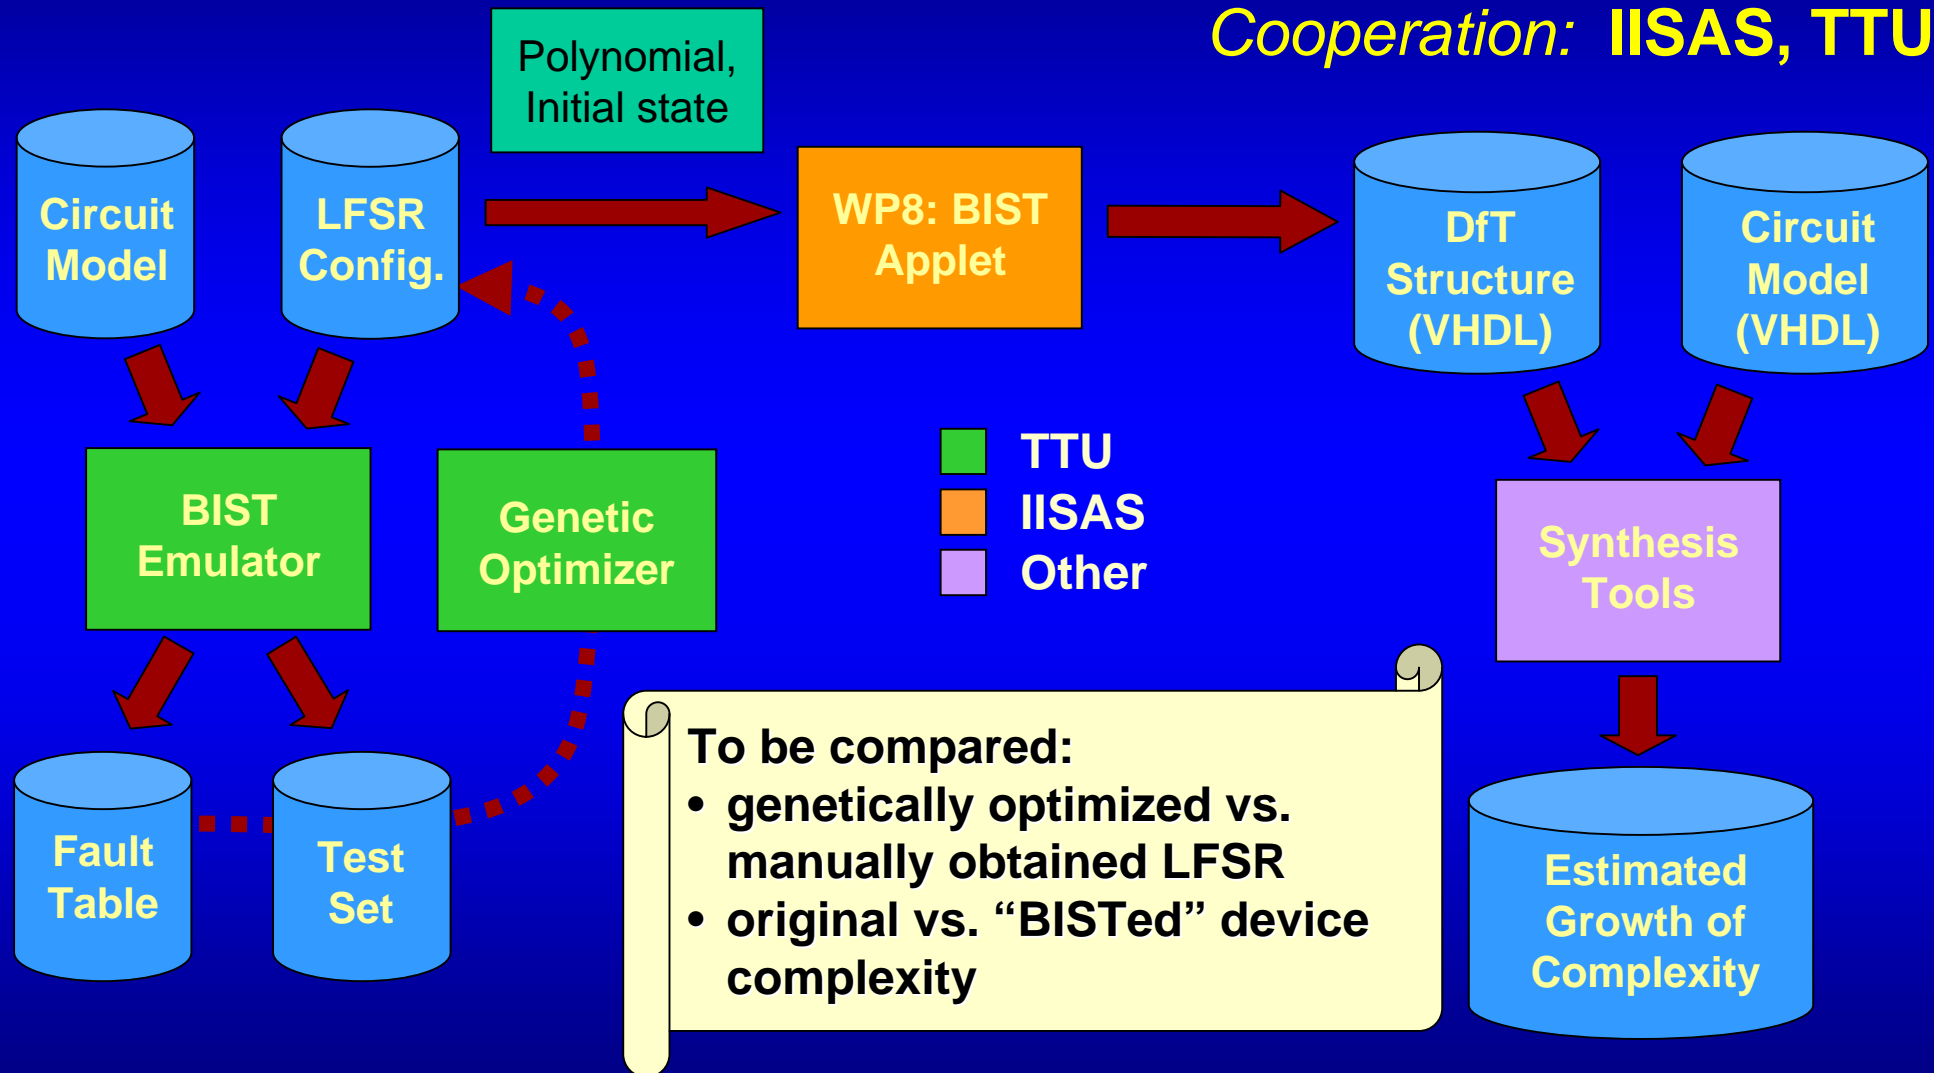 Cooperation: IISAS, TTU
Polynomial,
Initial state
Circuit
Model
LFSR
Config.
WP8: BIST
Applet
DfT
Structure
(VHDL)
Circuit
Model
(VHDL)
BIST
Emulator
Genetic
Optimizer
TTU
IISAS
Other
Synthesis
Tools
Fault
Table
Test
Set
To be compared:
• genetically optimized vs.
manually obtained LFSR
• original vs. “BISTed” device
complexity
Estimated
Growth of
Complexity